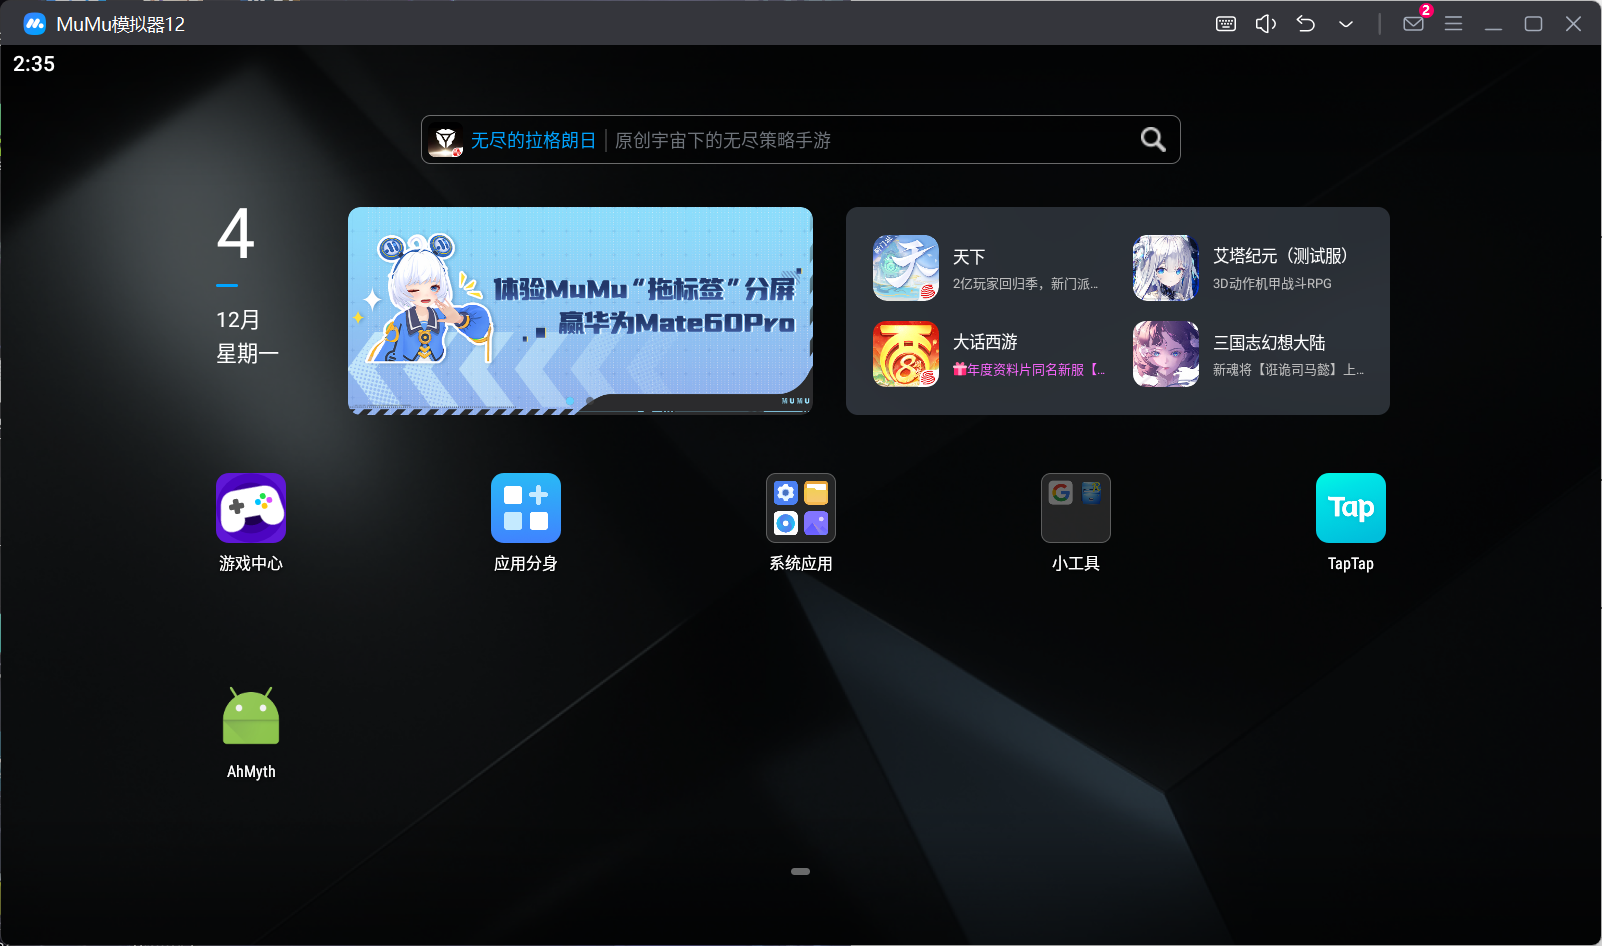 MuMu模拟器12
2
2:35
无尽的拉格朗日 | 原创宇宙下的无尽策略手游
4
12月
星期一
体验MuMu“拖标签”分屏
赢华为Mate60Pro
MUMU
天下
2亿玩家回归季，新门派...
艾塔纪元（测试服）
3D动作机甲战斗RPG
大话西游
年度资料片同名新服【...
三国志幻想大陆
新魂将【诳诡司马懿】上...
游戏中心
应用分身
系统应用
小工具
Tap
TapTap
AhMyth